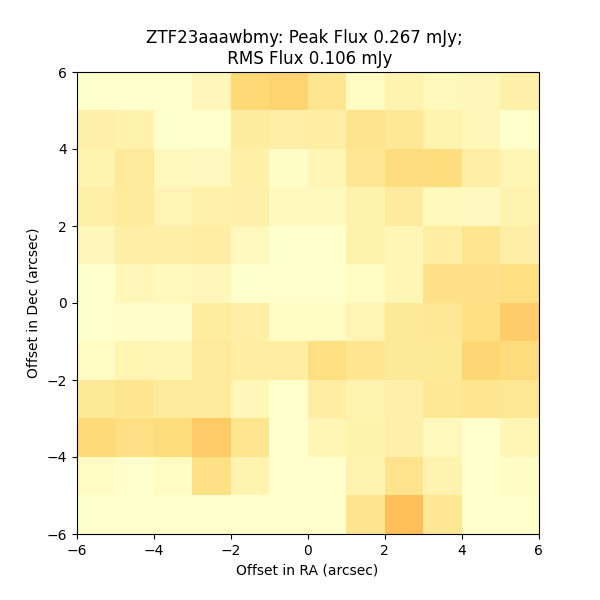 ZTF23aaawbmy: Peak Flux 0.267 mJy;
RMS Flux 0.106 mJy
6
4
2
0
−2
−4
−6
Offset in Dec (arcsec)
−6 −4 −2 0 2 4 6
Offset in RA (arcsec)